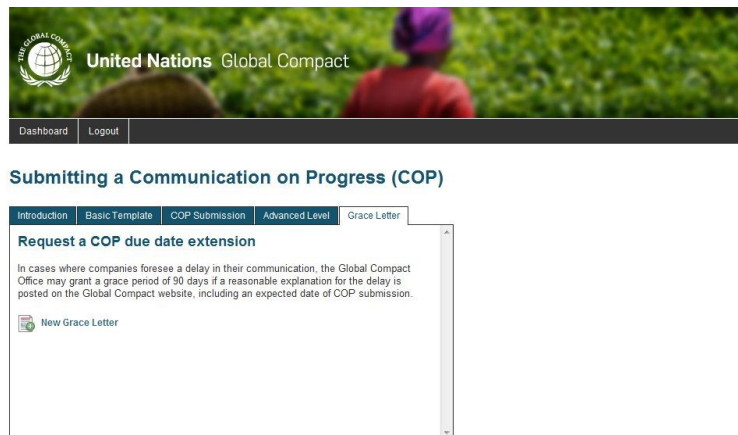 THE GLOBAL COMPACT
United Nations Global Compact
Dashboard Logout
Submitting a Communication on Progress (COP)
Introduction Basic Template COP Submission Advanced Level Grace Letter
Request a COP due date extension
In cases where companies foresee a delay in their communication, the Global Compact
Office may grant a grace period of 90 days if a reasonable explanation for the delay is
posted on the Global Compact website, including an expected date of COP submission.
New Grace Letter